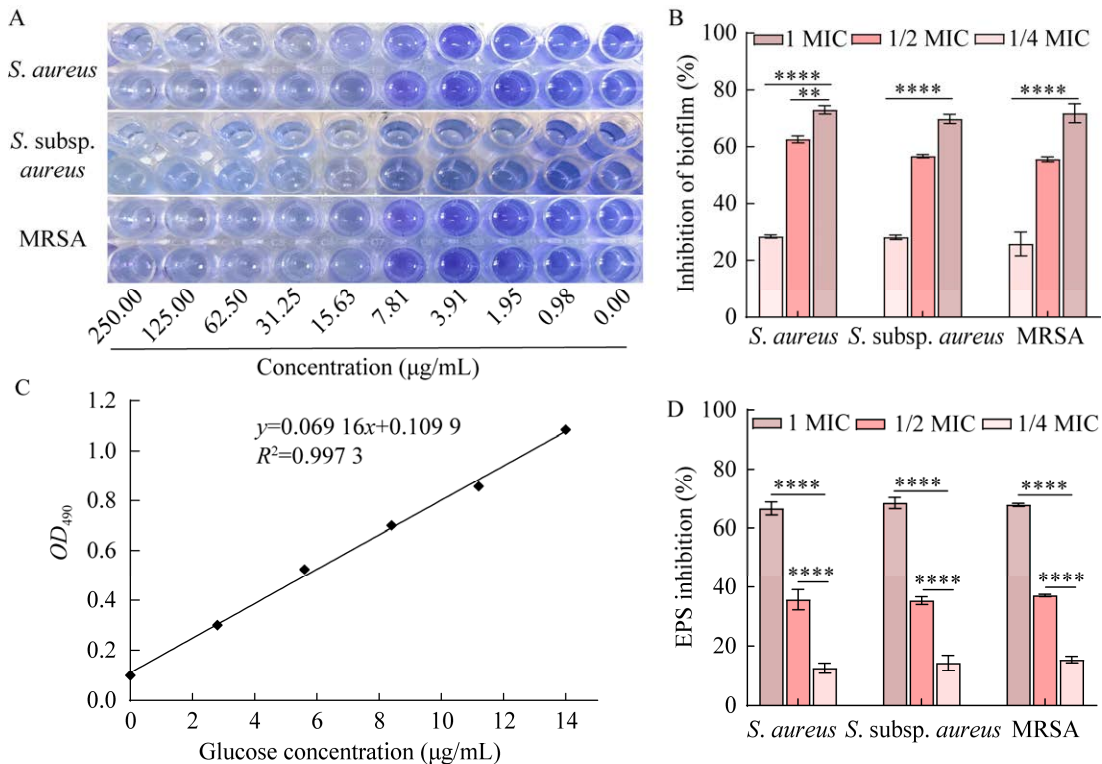 A
S. aureus
S. subsp.
aureus
MRSA
250.00 125.00 62.50 31.25 15.63 7.81 3.91 1.95 0.98 0.00
Concentration (μg/mL)
B
1 MIC 1/2 MIC 1/4 MIC
Inhibition of biofilm (%)
100
80
60
40
20
0
**** ** **** ****
S. aureus S. subsp. aureus MRSA
C
y=0.069 16x+0.109 9
R²=0.997 3
OD₄₉₀
1.2
1.0
0.8
0.6
0.4
0.2
0.0
0 2 4 6 8 10 12 14
Glucose concentration (μg/mL)
D
1 MIC 1/2 MIC 1/4 MIC
EPS inhibition (%)
100
80
60
40
20
0
**** **** ****
**** **** ****
S. aureus S. subsp. aureus MRSA